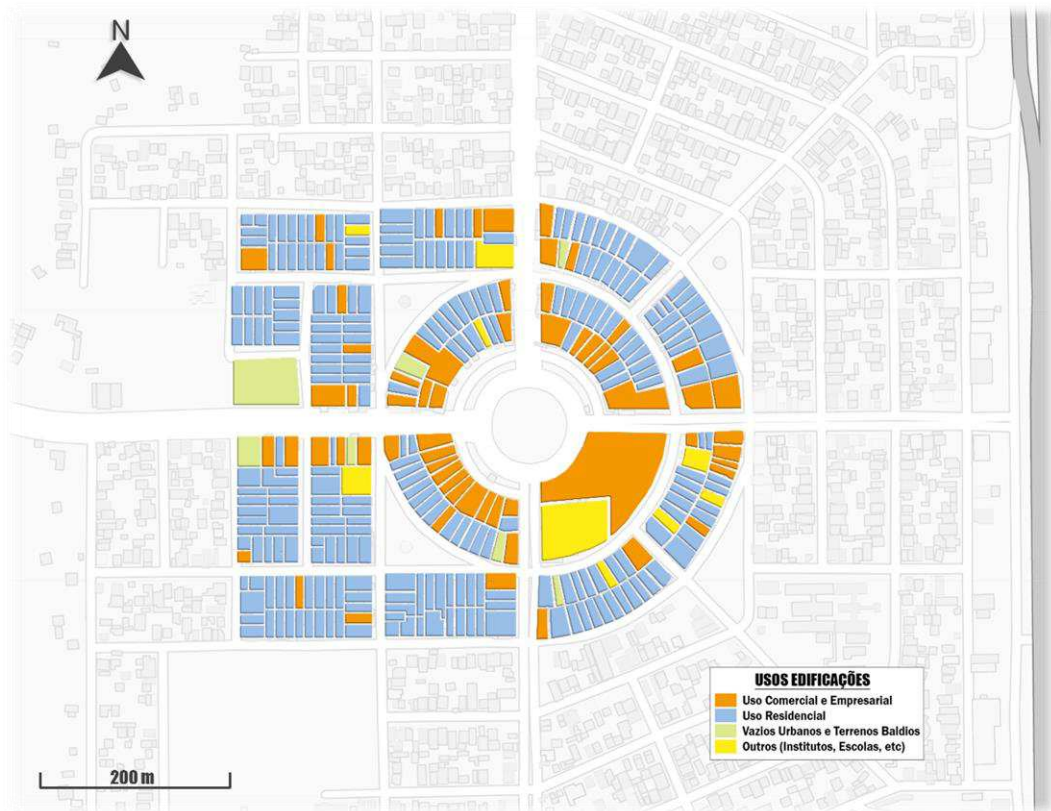 N
USOS EDIFICAÇÕES
Uso Comercial e Empresarial
Uso Residencial
Vazios Urbanos e Terrenos Baldios
Outros (Institutos, Escolas, etc)
200 m